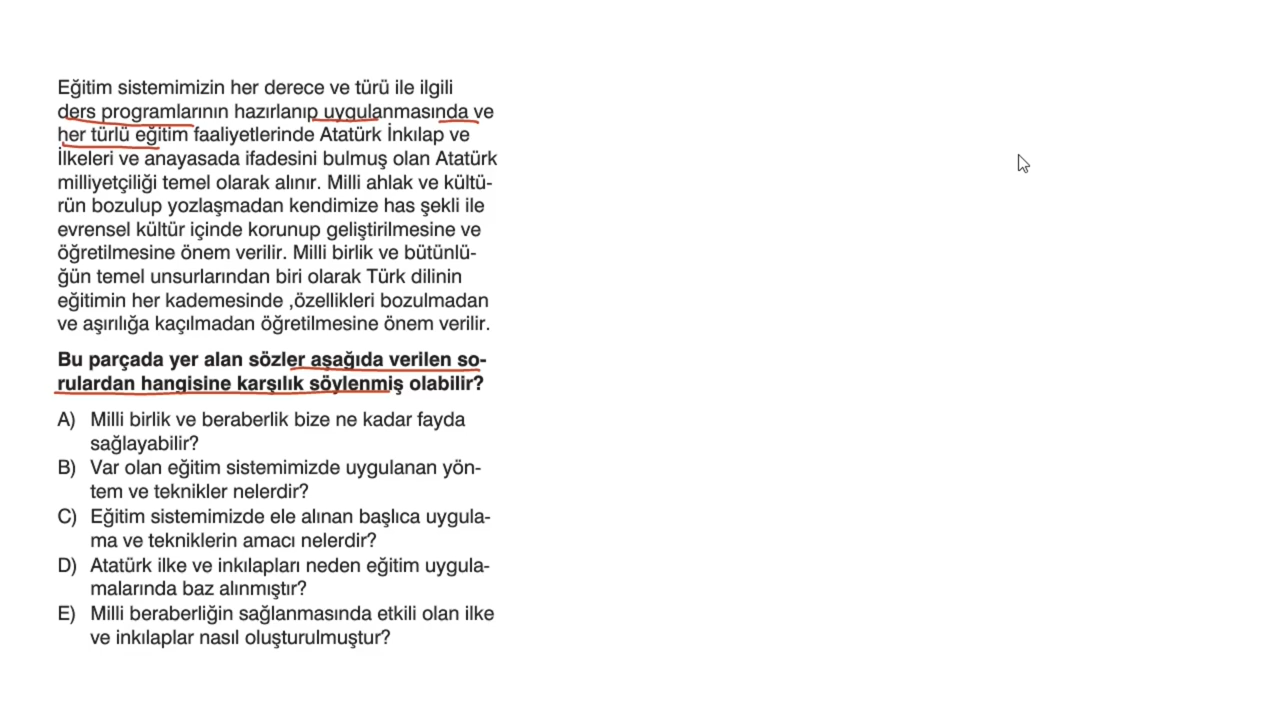 Eğitim sistemimizin her derece ve türü ile ilgili
ders programlarının hazırlanıp uygulanmasında ve
her türlü eğitim faaliyetlerinde Atatürk İnkılap ve
İlkeleri ve anayasada ifadesini bulmuş olan Atatürk
milliyetçiliği temel olarak alınır. Milli ahlak ve kültü-
rün bozulup yozlaşmadan kendimize has şekli ile
evrensel kültür içinde korunup geliştirilmesine ve
öğretilmesine önem verilir. Milli birlik ve bütünlü-
ğün temel unsurlarından biri olarak Türk dilinin
eğitimin her kademesinde ,özellikleri bozulmadan
ve aşırılığa kaçılmadan öğretilmesine önem verilir.
Bu parçada yer alan sözler aşağıda verilen so-
rulardan hangisine karşılık söylenmiş olabilir?
A) Milli birlik ve beraberlik bize ne kadar fayda
sağlayabilir?
B) Var olan eğitim sistemimizde uygulanan yön-
tem ve teknikler nelerdir?
C) Eğitim sistemimizde ele alınan başlıca uygula-
ma ve tekniklerin amacı nelerdir?
D) Atatürk ilke ve inkılapları neden eğitim uygula-
malarında baz alınmıştır?
E) Milli beraberliğin sağlanmasında etkili olan ilke
ve inkılaplar nasıl oluşturulmuştur?